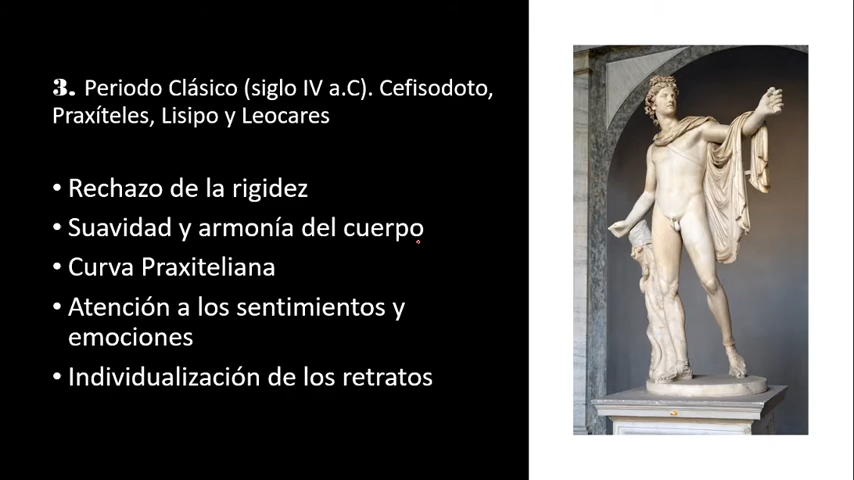 3. Periodo Clásico (siglo IV a.C). Cefisodoto,
Praxíteles, Lisipo y Leocares
• Rechazo de la rigidez
• Suavidad y armonía del cuerpo
• Curva Praxiteliana
• Atención a los sentimientos y
emociones
• Individualización de los retratos